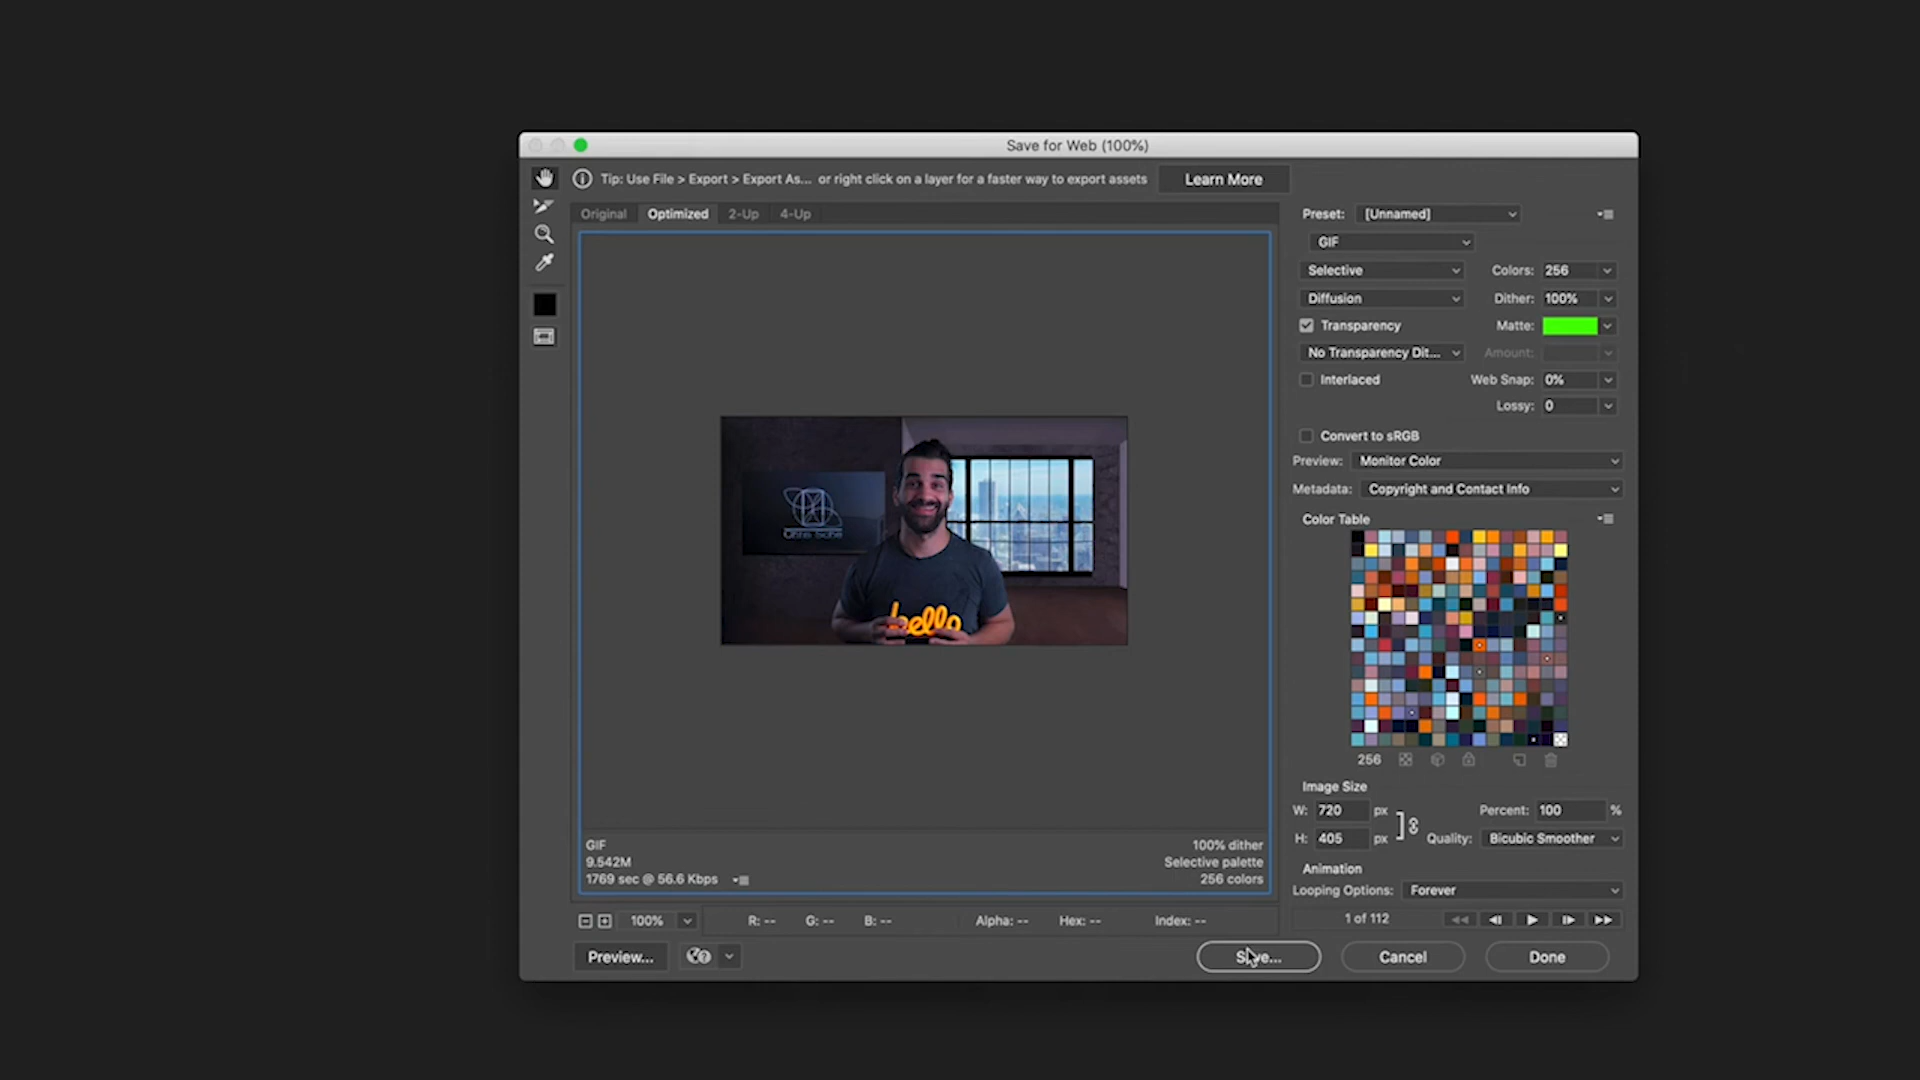 Save for Web (100%)
Tip: Use File > Export > Export As... or right click on a layer for a faster way to export assets
Learn More
Original
Optimized
2-Up
4-Up
Preset:
[Unnamed]
GIF
Selective
Colors:
256
Diffusion
Dither:
100%
Transparency
Matte:
No Transparency Dit...
Amount:
Interlaced
Web Snap:
0%
Lossy:
0
Convert to sRGB
Preview:
Monitor Color
Metadata:
Copyright and Contact Info
Color Table
hello
256
Image Size
W:
720
px
Percent:
100
%
H:
405
px
Quality:
Bicubic Smoother
GIF
9.542M
1769 sec @ 56.6 Kbps
100% dither
Selective palette
256 colors
Animation
Looping Options:
Forever
1 of 112
100%
R: --
G: --
B: --
Alpha: --
Hex: --
Index: --
Preview...
Cancel
Done